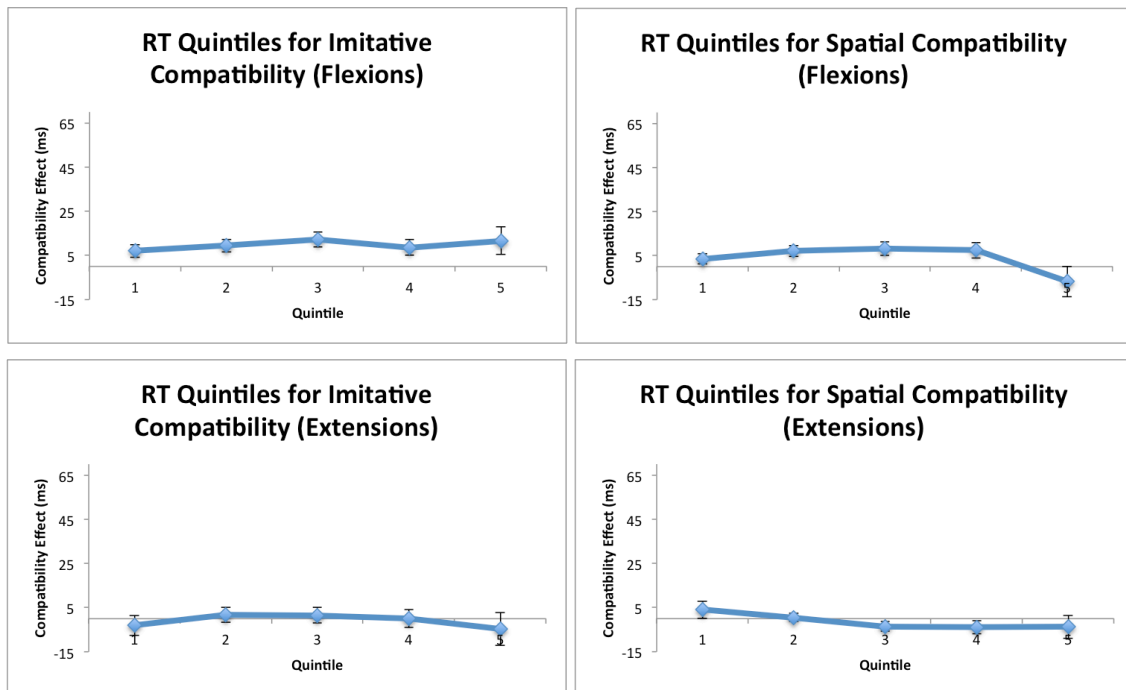 RT Quintiles for Imitative
Compatibility (Flexions)
Compatibility Effect (ms)
65
45
25
5
-15
1 2 3 4 5
Quintile
RT Quintiles for Spatial Compatibility
(Flexions)
Compatibility Effect (ms)
65
45
25
5
-15
1 2 3 4 5
Quintile
RT Quintiles for Imitative
Compatibility (Extensions)
Compatibility Effect (ms)
65
45
25
5
-15
1 2 3 4 5
Quintile
RT Quintiles for Spatial Compatibility
(Extensions)
Compatibility Effect (ms)
65
45
25
5
-15
1 2 3 4 5
Quintile